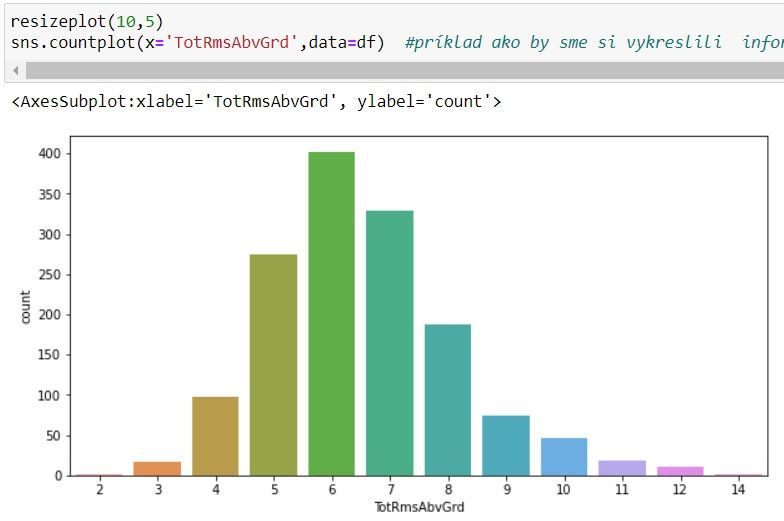 resizeplot(10,5)
sns.countplot(x='TotRmsAbvGrd',data=df)  #príklad ako by sme si vykreslili
<AxesSubplot:xlabel='TotRmsAbvGrd', ylabel='count'>
400
350
300
250
200
150
100
50
0
count
2 3 4 5 6 7 8 9 10 11 12 14
TotRmsAbvGrd